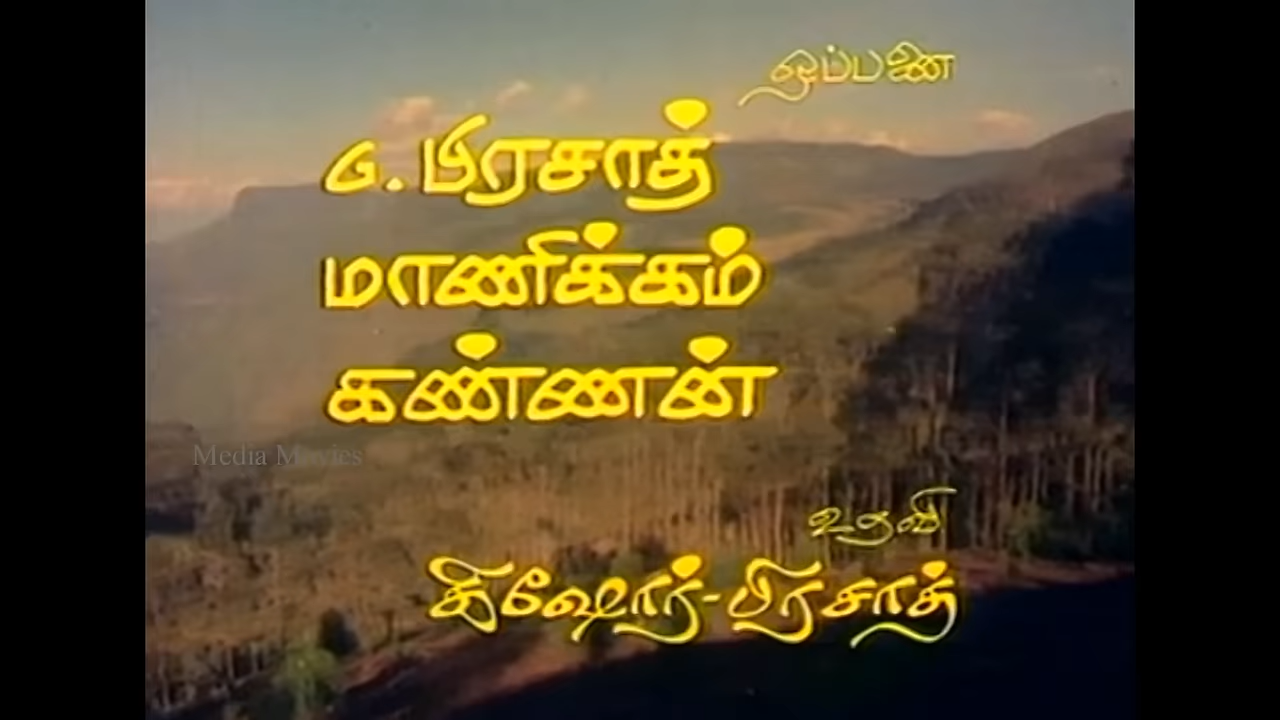 ஒப்பனை
G. பிரசாத்
மாணிக்கம்
கண்ணன்
Media Movies
உதவி
கிஷோர்-பிரசாத்